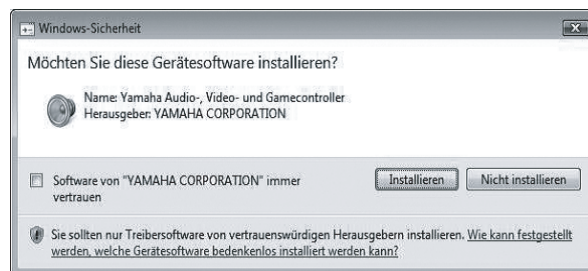 Windows-Sicherheit
Möchten Sie diese Gerätesoftware installieren?
Name: Yamaha Audio-, Video- und Gamecontroller
Herausgeber: YAMAHA CORPORATION
Software von "YAMAHA CORPORATION" immer
vertrauen
Installieren
Nicht installieren
Sie sollten nur Treibersoftware von vertrauenswürdigen Herausgebern installieren. Wie kann festgestellt
werden, welche Gerätesoftware bedenkenlos installiert werden kann?